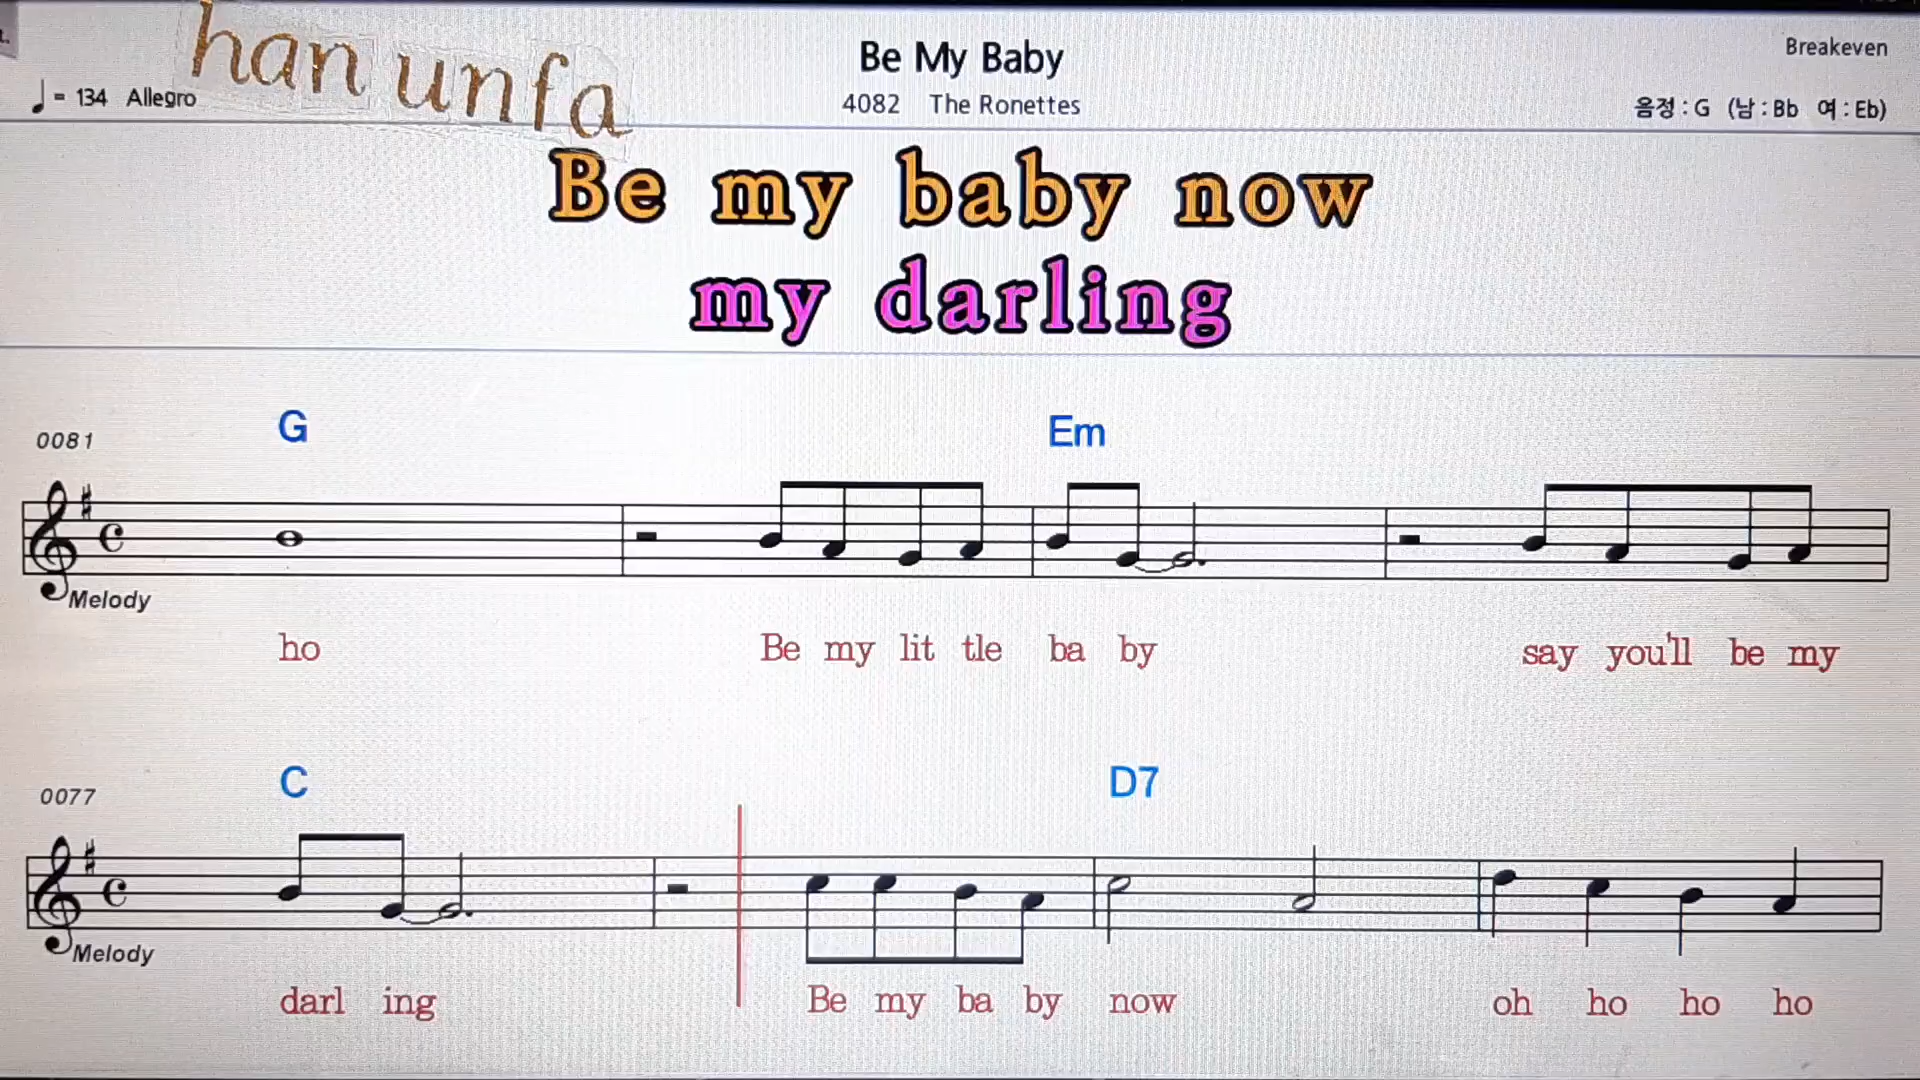 han unfa
Be My Baby
Breakeven
= 134 Allegro
4082 The Ronettes
음정 : G (남 : Bb 여 : Eb)
Be my baby now
my darling
G Em
0081
Melody
ho Be my lit tle ba by say you'll be my
C D7
0077
Melody
darl ing Be my ba by now oh ho ho ho